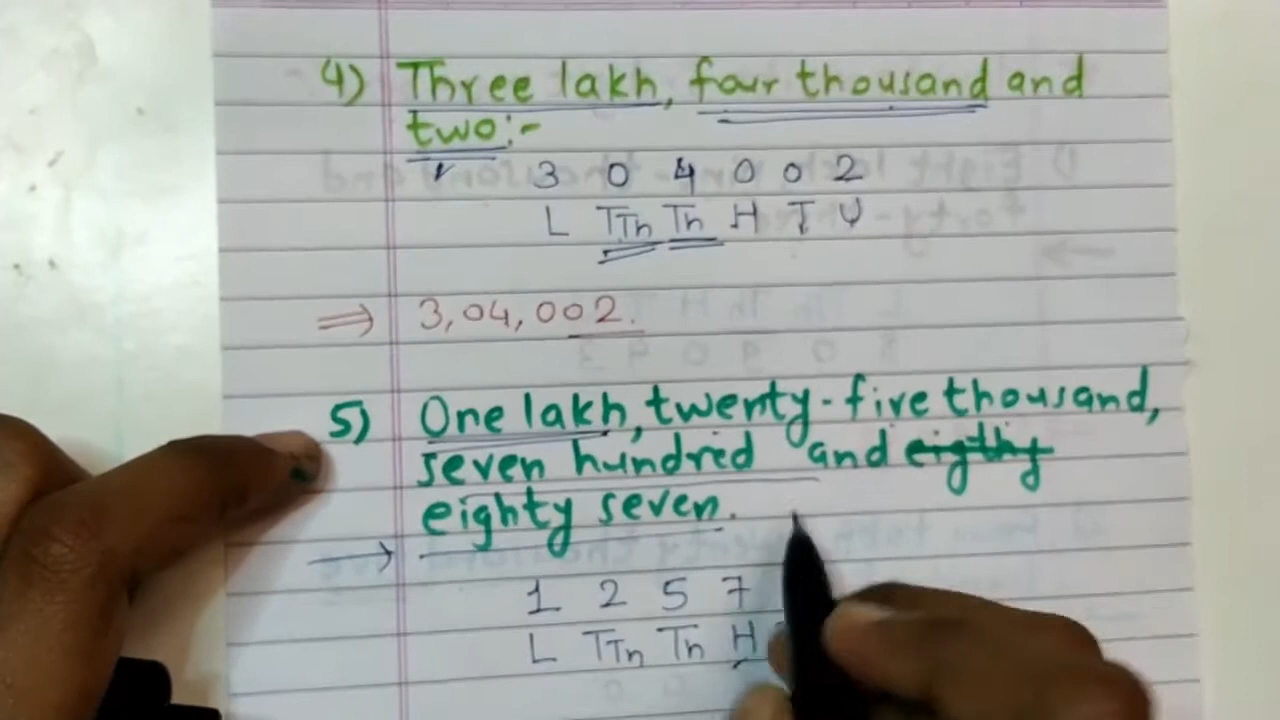 4) Three lakh, four thousand and
two:-
3 0 4 0 0 2
L TTh Th H T U
⇒ 3,04,002.
5) One lakh, twenty-five thousand,
seven hundred and eigthy
eighty seven.
→
1 2 5 7
L TTh Th H